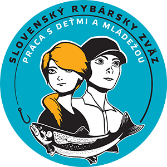 SLOVENSKÝ RYBÁRSKY ZVÄZ
PRÁCA S DEŤMI A MLÁDEŽOU